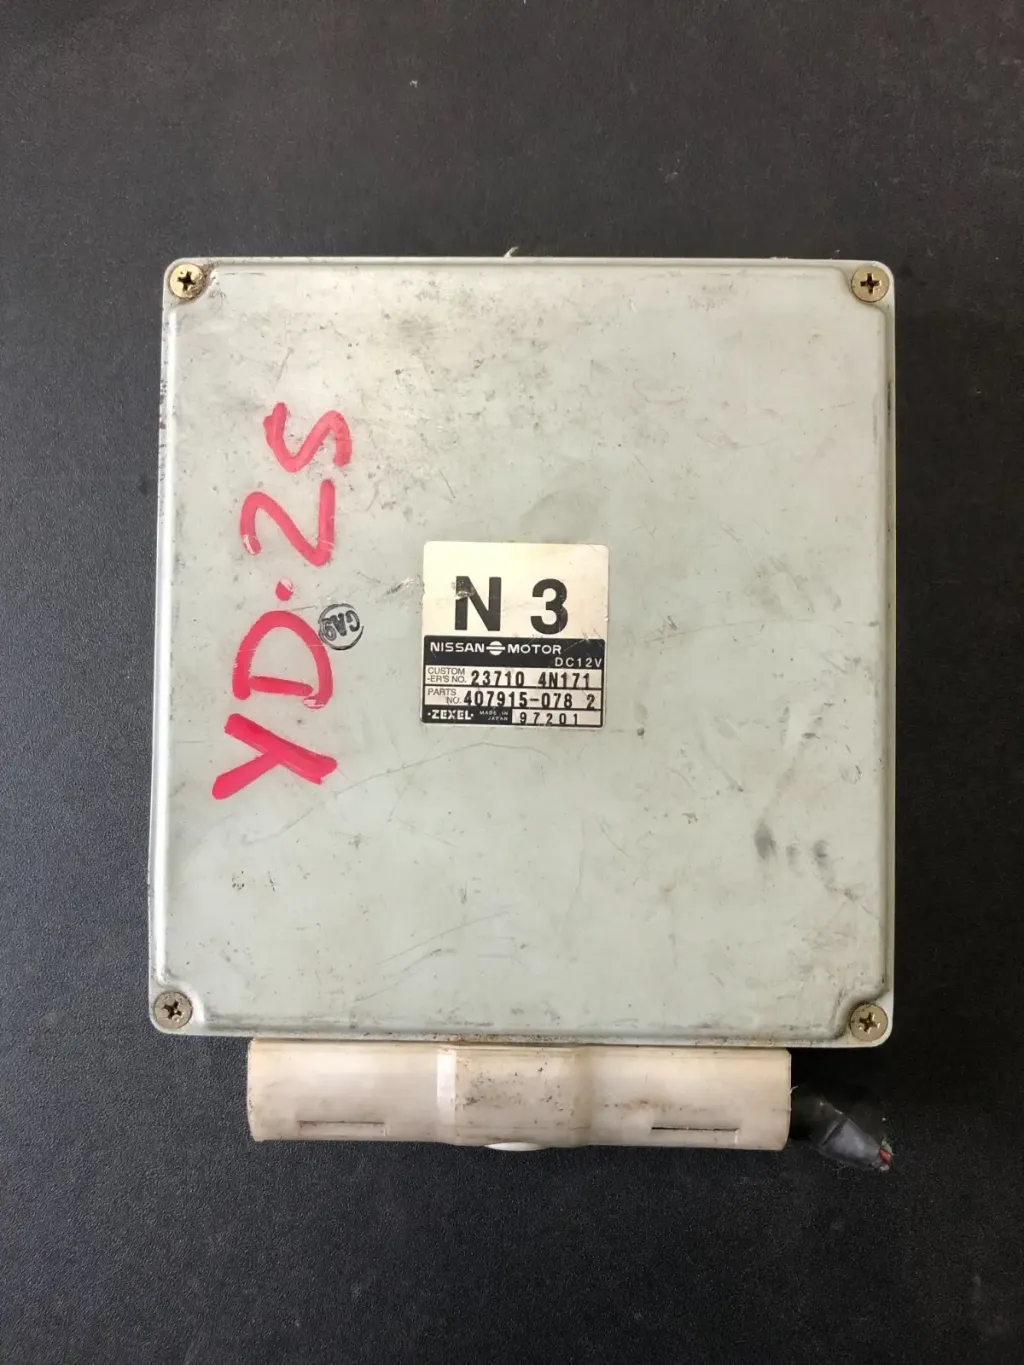 YD.25
GA9
N 3
NISSAN MOTOR
DC12V
CUSTOM
-ER'S NO. 23710 4N171
PARTS
NO. 407915-078 2
·ZEXEL· MADE IN
JAPAN 97201